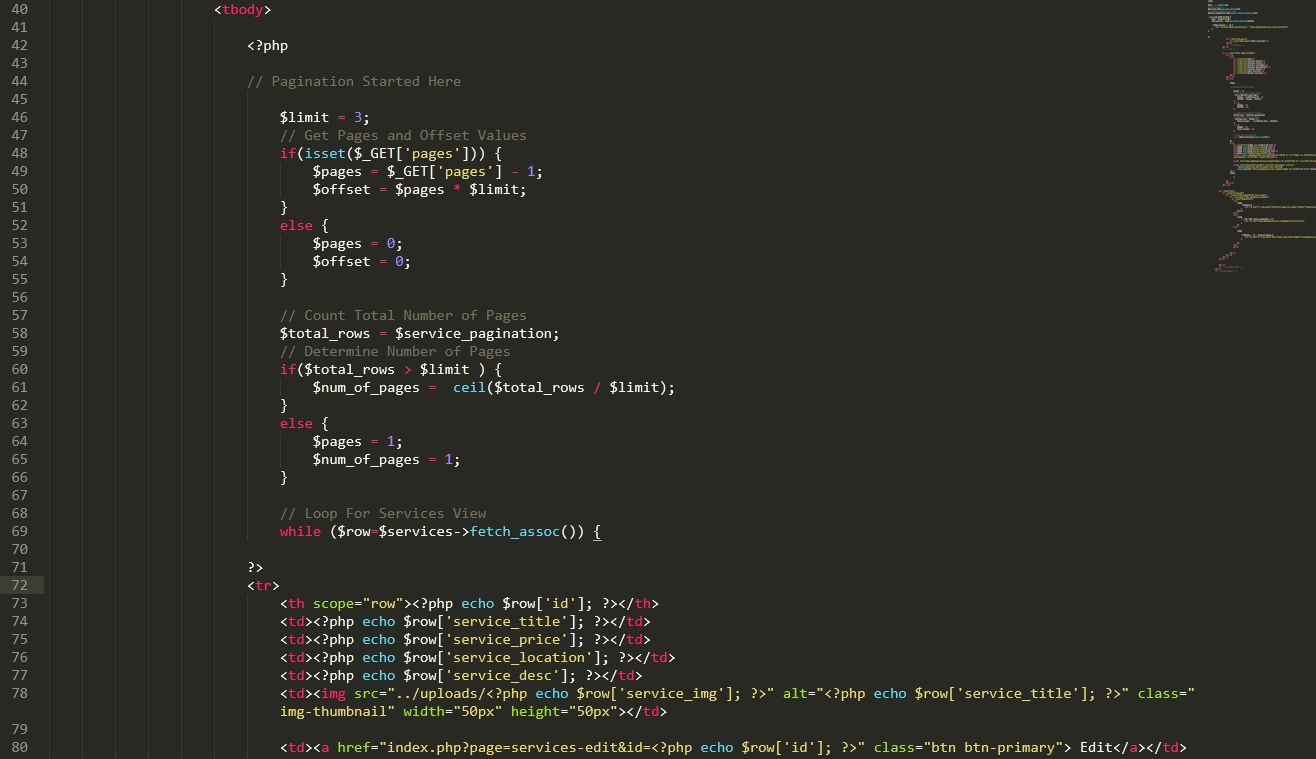 40 <tbody>
41
42 <?php
43
44 // Pagination Started Here
45
46 $limit = 3;
47 // Get Pages and Offset Values
48 if(isset($_GET['pages'])) {
49 $pages = $_GET['pages'] - 1;
50 $offset = $pages * $limit;
51 }
52 else {
53 $pages = 0;
54 $offset = 0;
55 }
56
57 // Count Total Number of Pages
58 $total_rows = $service_pagination;
59 // Determine Number of Pages
60 if($total_rows > $limit ) {
61 $num_of_pages =  ceil($total_rows / $limit);
62 }
63 else {
64 $pages = 1;
65 $num_of_pages = 1;
66 }
67
68 // Loop For Services View
69 while ($row=$services->fetch_assoc()) {
70
71 ?>
72 <tr>
73 <th scope="row"><?php echo $row['id']; ?></th>
74 <td><?php echo $row['service_title']; ?></td>
75 <td><?php echo $row['service_price']; ?></td>
76 <td><?php echo $row['service_location']; ?></td>
77 <td><?php echo $row['service_desc']; ?></td>
78 <td><img src="../uploads/<?php echo $row['service_img']; ?>" alt="<?php echo $row['service_title']; ?>" class="
img-thumbnail" width="50px" height="50px"></td>
79
80 <td><a href="index.php?page=services-edit&id=<?php echo $row['id']; ?>" class="btn btn-primary"> Edit</a></td>